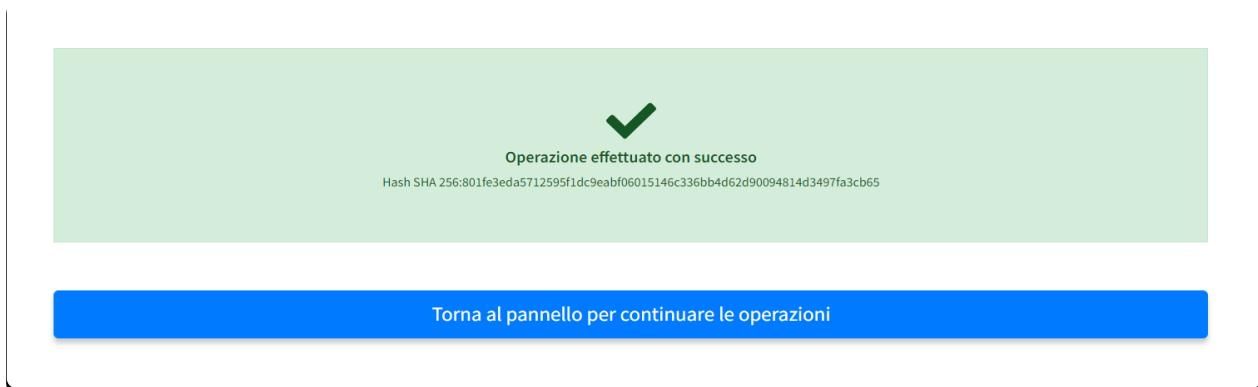 Operazione effettuato con successo
Hash SHA 256:801fe3eda5712595f1dc9eabf06015146c336bb4d62d90094814d3497fa3cb65
Torna al pannello per continuare le operazioni